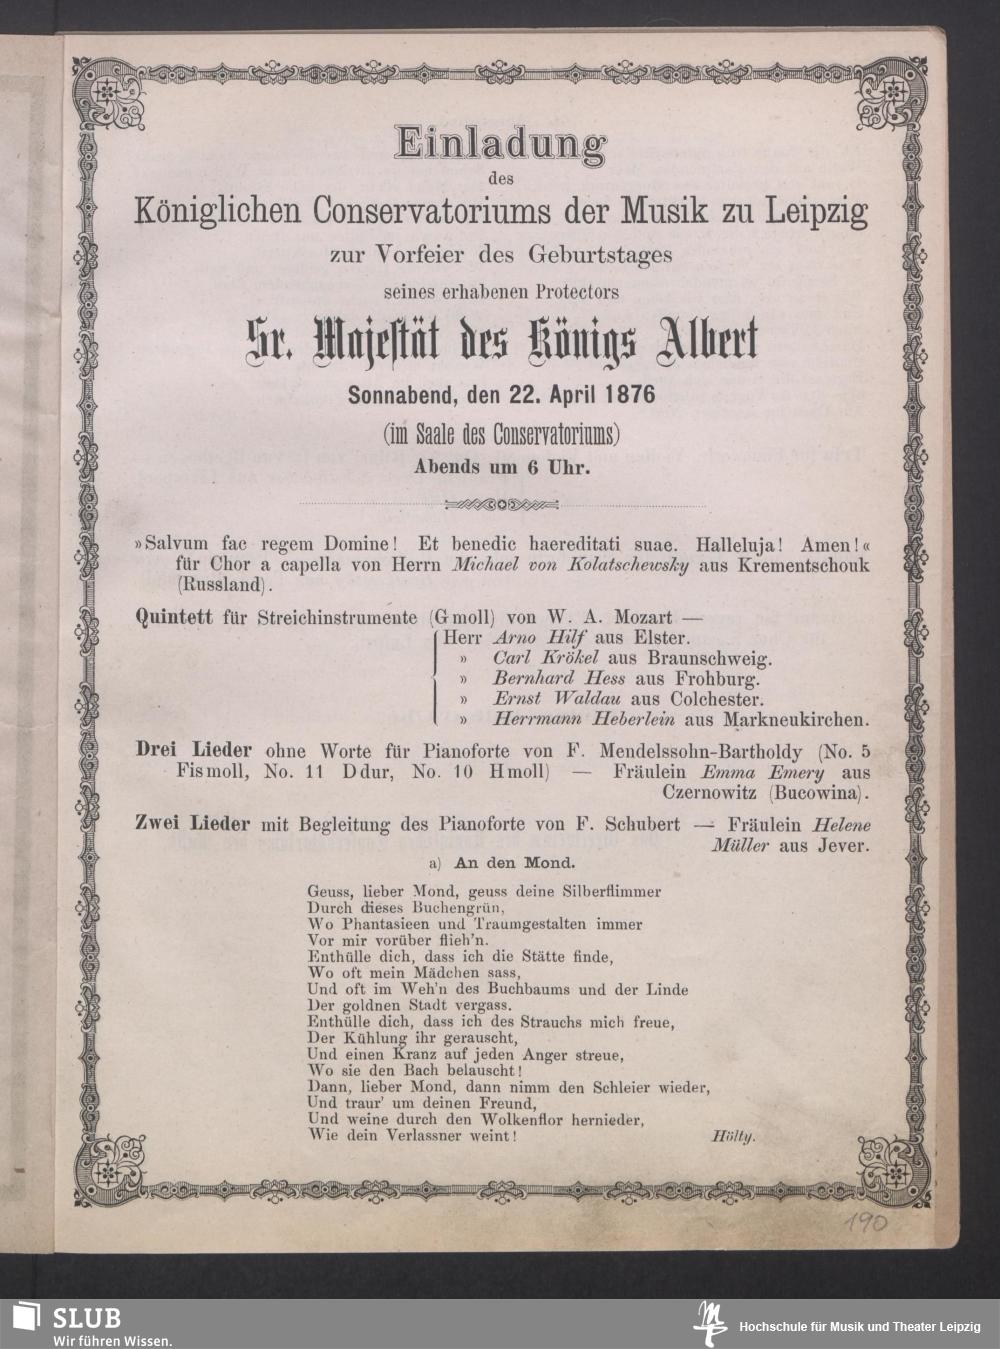 Einladung
des
Königlichen Conservatoriums der Musik zu Leipzig
zur Vorfeier des Geburtstages
seines erhabenen Protectors
Sr. Majestät des Königs Albert
Sonnabend, den 22. April 1876
(im Saale des Conservatoriums)
Abends um 6 Uhr.
»Salvum fac regem Domine! Et benedic haereditati suae. Halleluja! Amen!«
für Chor a capella von Herrn Michael von Kolatschewsky aus Krementschouk
(Russland).
Quintett für Streichinstrumente (G moll) von W. A. Mozart —
Herr Arno Hilf aus Elster.
» Carl Krökel aus Braunschweig.
» Bernhard Hess aus Frohburg.
» Ernst Waldau aus Colchester.
» Herrmann Heberlein aus Markneukirchen.
Drei Lieder ohne Worte für Pianoforte von F. Mendelssohn-Bartholdy (No. 5
Fis moll, No. 11 D dur, No. 10 H moll) — Fräulein Emma Emery aus
Czernowitz (Bucowina).
Zwei Lieder mit Begleitung des Pianoforte von F. Schubert — Fräulein Helene
Müller aus Jever.
a) An den Mond.
Geuss, lieber Mond, geuss deine Silberflimmer
Durch dieses Buchengrün,
Wo Phantasieen und Traumgestalten immer
Vor mir vorüber flieh'n.
Enthülle dich, dass ich die Stätte finde,
Wo oft mein Mädchen sass,
Und oft im Weh'n des Buchbaums und der Linde
Der goldnen Stadt vergass.
Enthülle dich, dass ich des Strauchs mich freue,
Der Kühlung ihr gerauscht,
Und einen Kranz auf jeden Anger streue,
Wo sie den Bach belauscht!
Dann, lieber Mond, dann nimm den Schleier wieder,
Und traur' um deinen Freund,
Und weine durch den Wolkenflor hernieder,
Wie dein Verlassner weint! Hölty.
190
SLUB
Wir führen Wissen.
Hochschule für Musik und Theater Leipzig